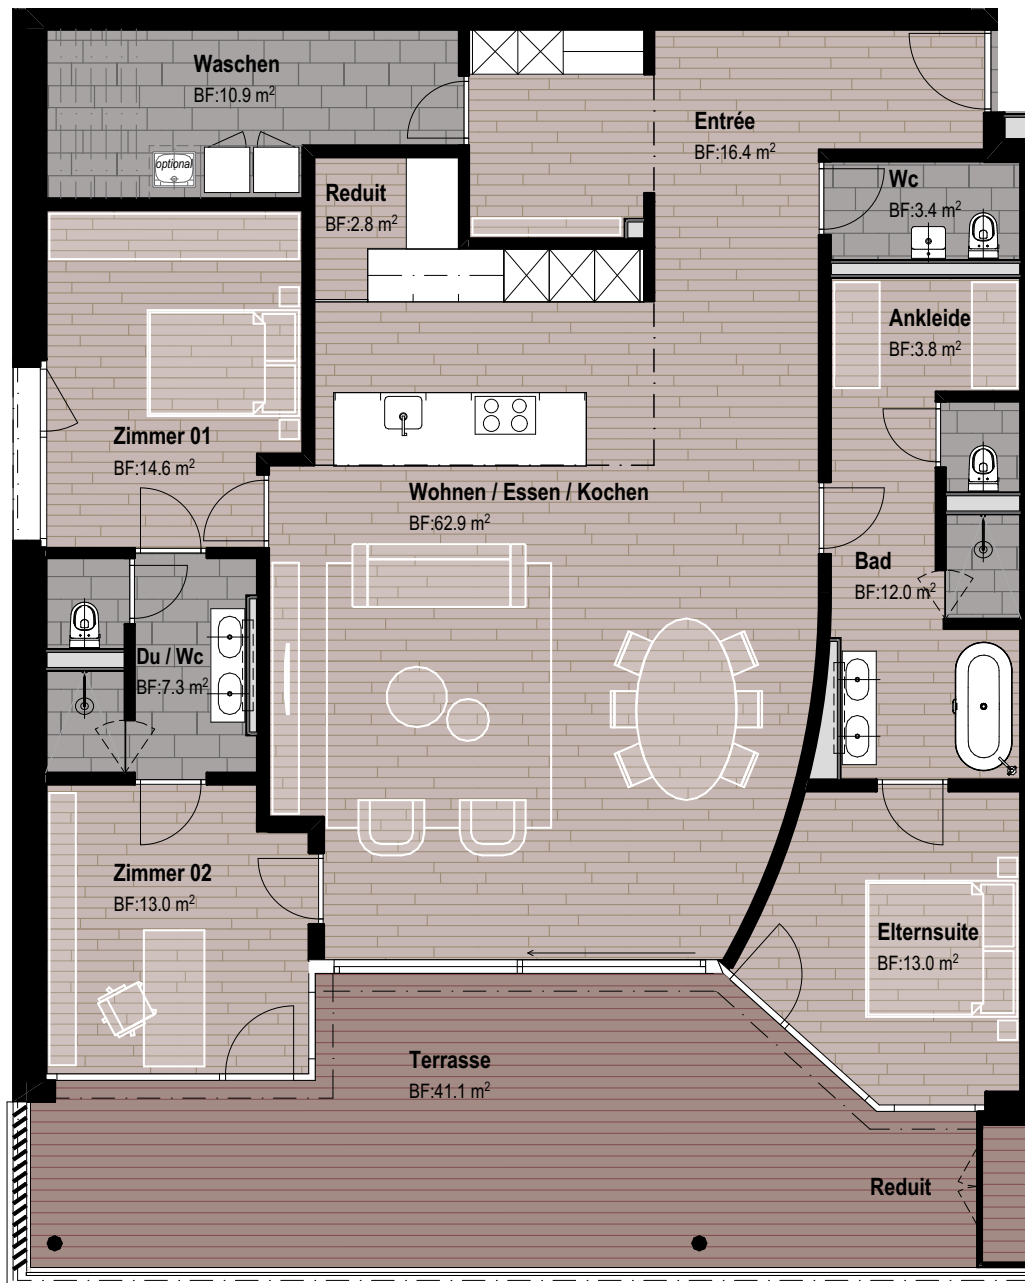 Waschen
BF:10.9 m²
optional
Entrée
BF:16.4 m²
Reduit
BF:2.8 m²
Wc
BF:3.4 m²
Ankleide
BF:3.8 m²
Zimmer 01
BF:14.6 m²
Wohnen / Essen / Kochen
BF:62.9 m²
Bad
BF:12.0 m²
Du / Wc
BF:7.3 m²
Zimmer 02
BF:13.0 m²
Elternsuite
BF:13.0 m²
Terrasse
BF:41.1 m²
Reduit